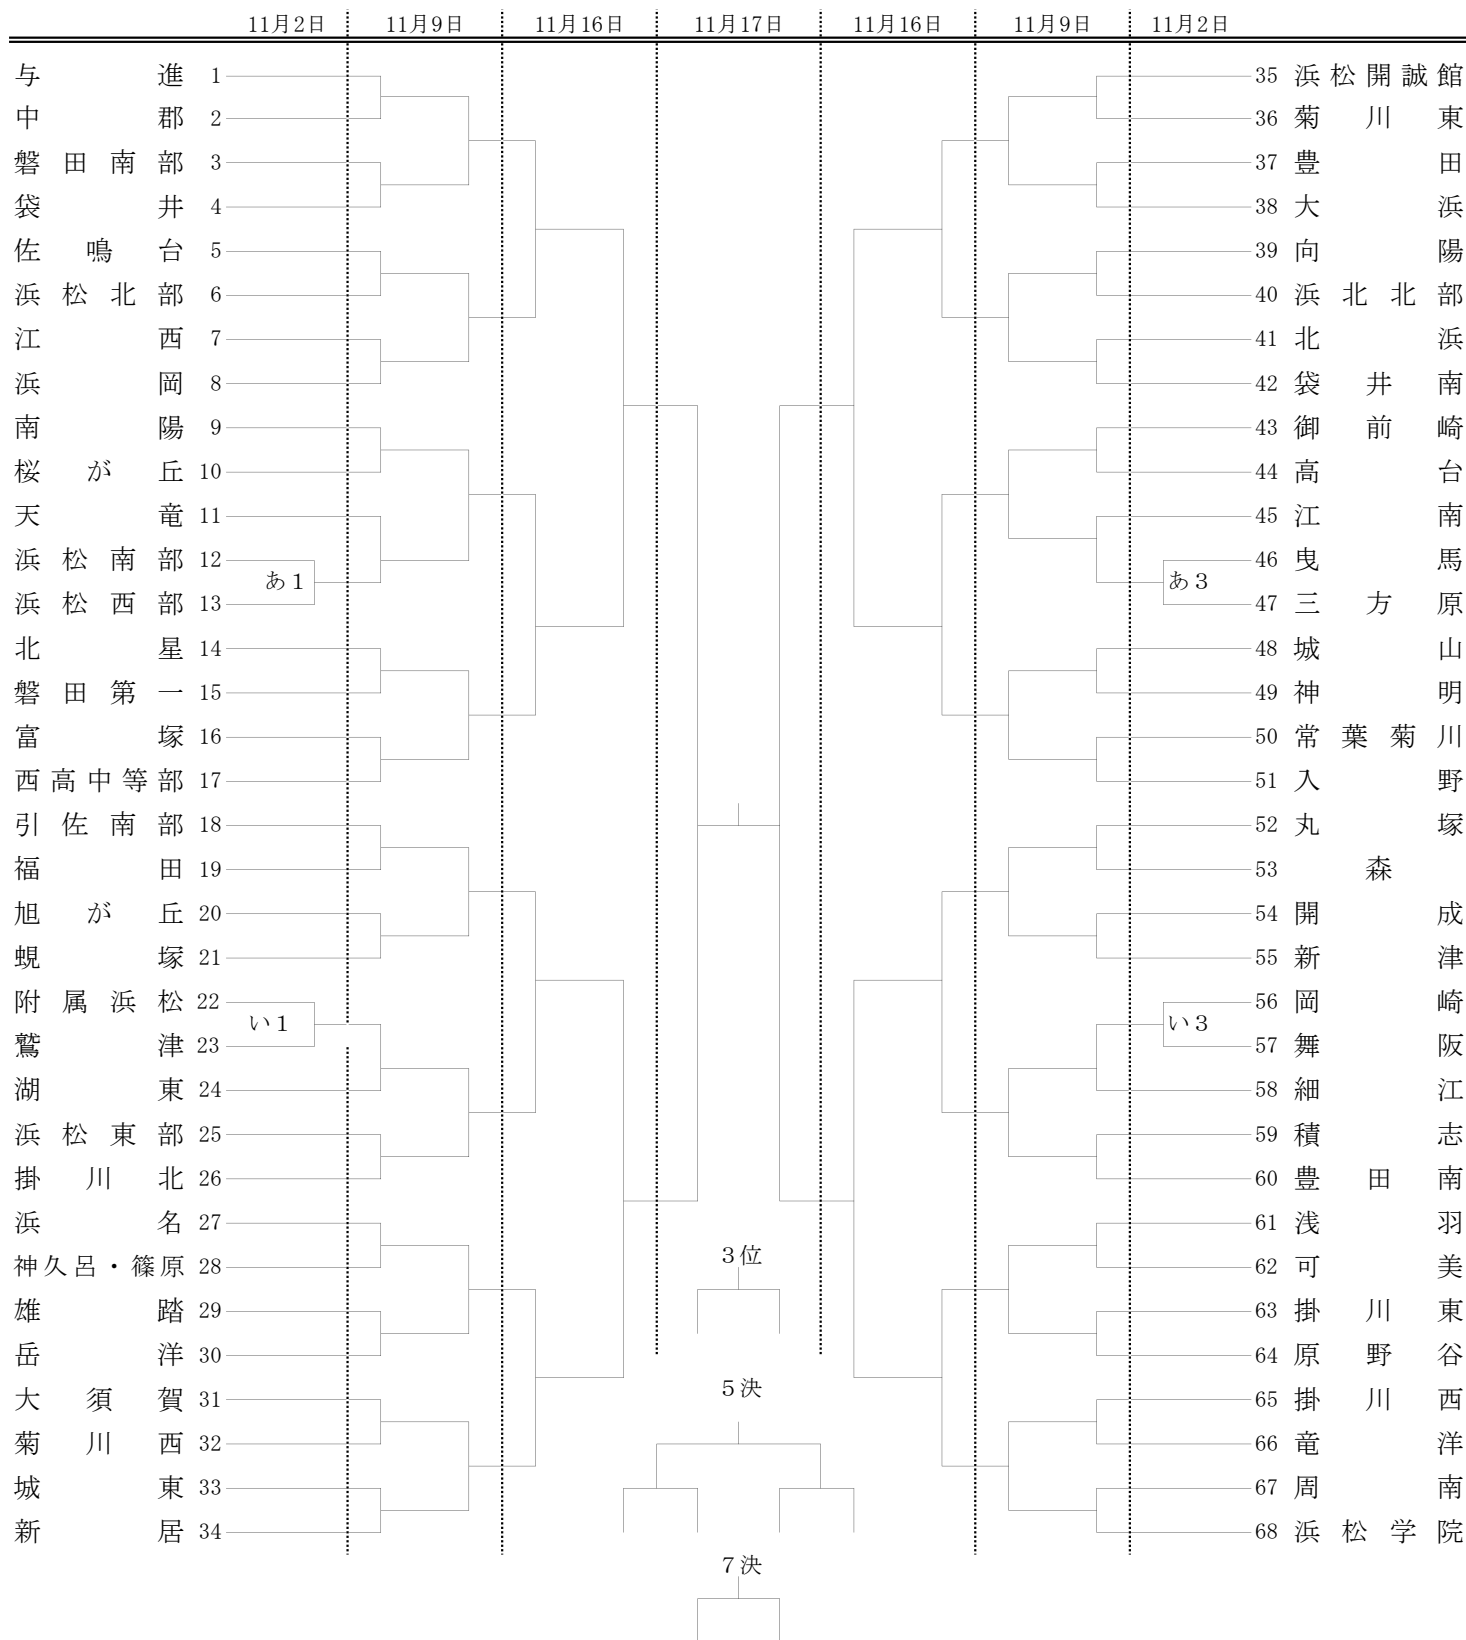 11月2日 11月9日 11月16日 11月17日 11月16日 11月9日 11月2日
与進 1
中郡 2
磐田南部 3
袋井 4
佐鳴台 5
浜松北部 6
江西 7
浜岡 8
南陽 9
桜が丘 10
天竜 11
浜松南部 12
あ1
浜松西部 13
北星 14
磐田第一 15
富塚 16
西高中等部 17
引佐南部 18
福田 19
旭が丘 20
蜆塚 21
附属浜松 22
い1
鷲津 23
湖東 24
浜松東部 25
掛川北 26
浜名 27
神久呂・篠原 28
雄踏 29
岳洋 30
大須賀 31
菊川西 32
城東 33
新居 34
3位
5決
7決
35 浜松開誠館
36 菊川東
37 豊田
38 大浜
39 向陽
40 浜北北部
41 北浜
42 袋井南
43 御前崎
44 高台
45 江南
46 曳馬
あ3
47 三方原
48 城山
49 神明
50 常葉菊川
51 入野
52 丸塚
53 森
54 開成
55 新津
56 岡崎
い3
57 舞阪
58 細江
59 積志
60 豊田南
61 浅羽
62 可美
63 掛川東
64 原野谷
65 掛川西
66 竜洋
67 周南
68 浜松学院